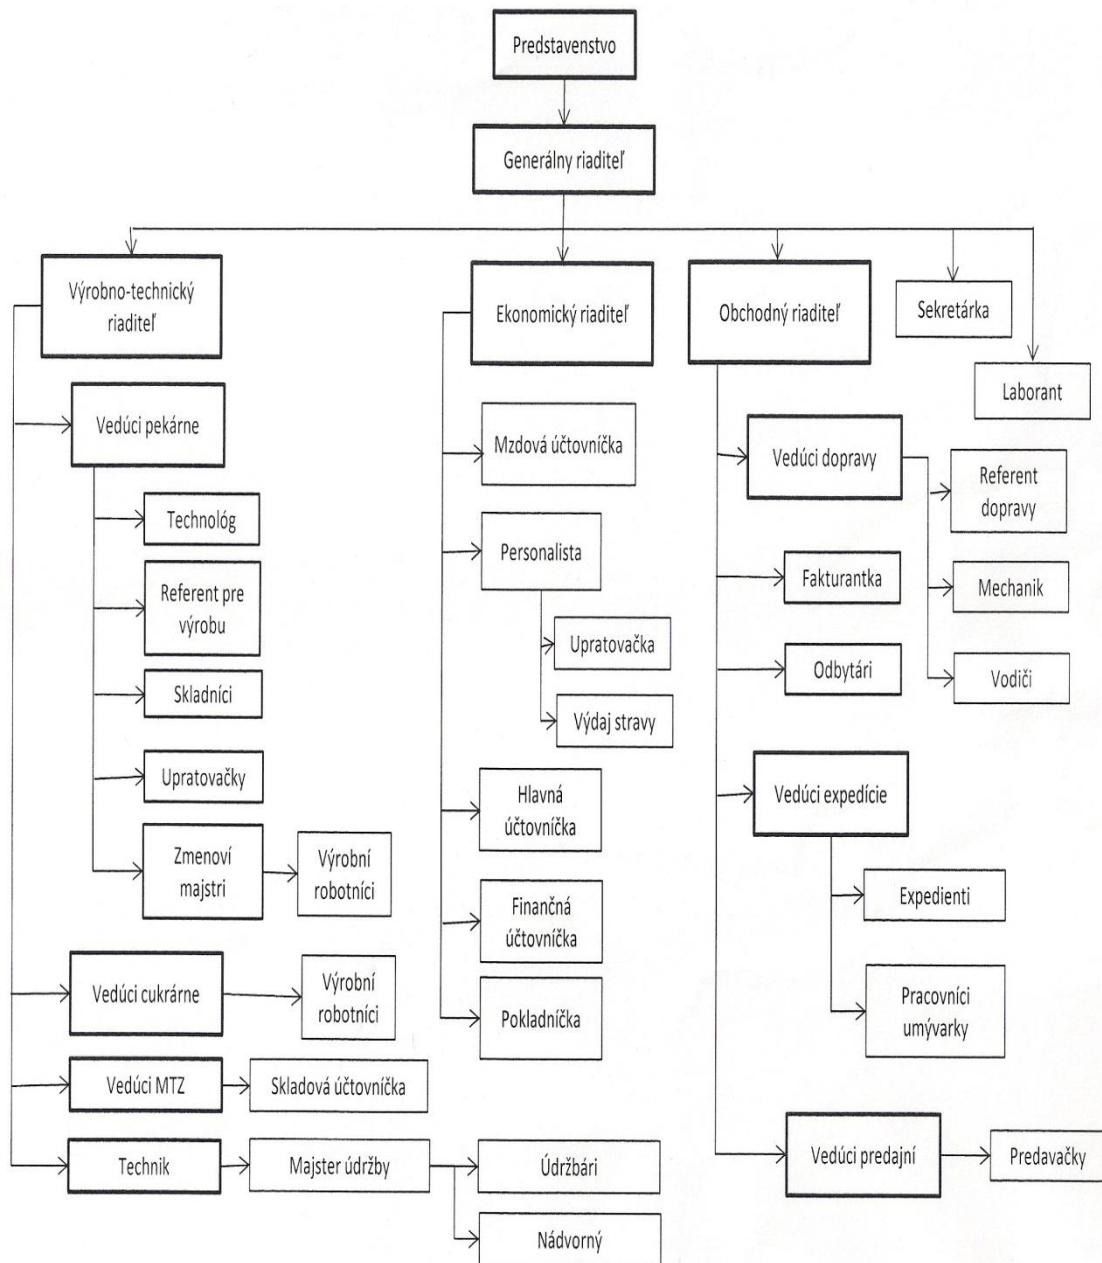 Predstavenstvo
Generálny riaditeľ
Výrobno-technický
riaditeľ
Vedúci pekárne
Technológ
Referent pre
výrobu
Skladníci
Upratovačky
Zmenoví
majstri
Výrobní
robotníci
Vedúci cukrárne
Výrobní
robotníci
Vedúci MTZ
Skladová účtovníčka
Technik
Majster údržby
Údržbári
Nádvorný
Ekonomický riaditeľ
Mzdová účtovníčka
Personalista
Upratovačka
Výdaj stravy
Hlavná
účtovníčka
Finančná
účtovníčka
Pokladníčka
Obchodný riaditeľ
Vedúci dopravy
Referent
dopravy
Mechanik
Vodiči
Fakturantka
Odbytári
Vedúci expedície
Expedienti
Pracovníci
umývarky
Vedúci predajní
Predavačky
Sekretárka
Laborant